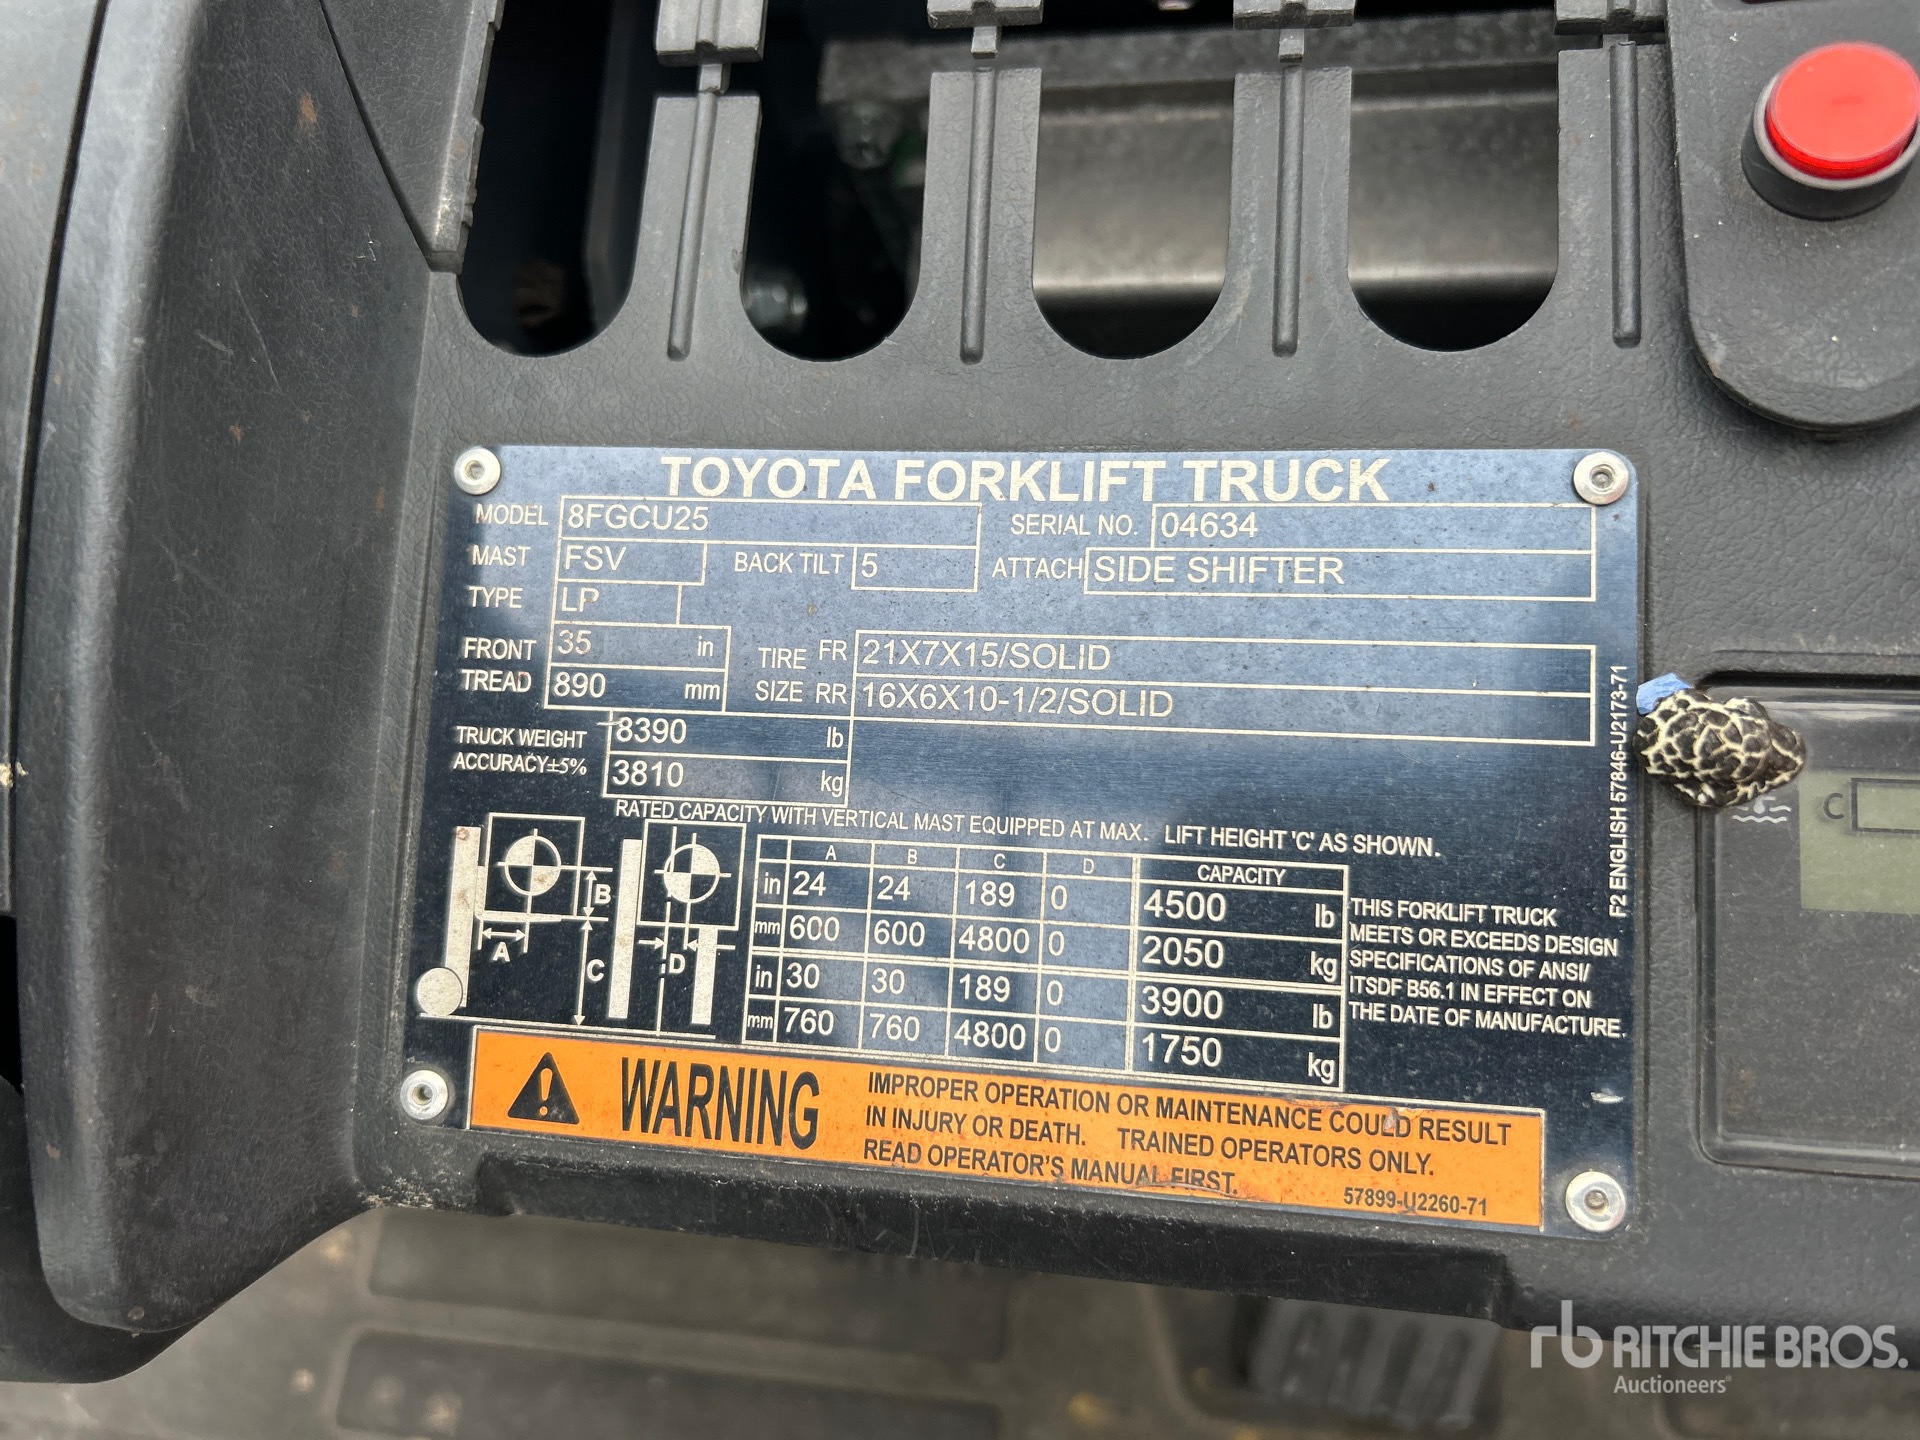 TOYOTA FORKLIFT TRUCK
MODEL 8FGCU25 SERIAL NO. 04634
MAST FSV BACK TILT 5 ATTACH SIDE SHIFTER
TYPE LP
FRONT TREAD 35 in 890 mm
TIRE SIZE FR 21X7X15/SOLID
RR 16X6X10-1/2/SOLID
TRUCK WEIGHT 8390 lb
ACCURACY±5% 3810 kg
RATED CAPACITY WITH VERTICAL MAST EQUIPPED AT MAX. LIFT HEIGHT 'C' AS SHOWN.
A B C D CAPACITY
in 24 24 189 0 4500 lb
mm 600 600 4800 0 2050 kg
in 30 30 189 0 3900 lb
mm 760 760 4800 0 1750 kg
A
B
C
D
THIS FORKLIFT TRUCK
MEETS OR EXCEEDS DESIGN
SPECIFICATIONS OF ANSI/
ITSDF B56.1 IN EFFECT ON
THE DATE OF MANUFACTURE.
F2 ENGLISH 57846-U2173-71
WARNING
IMPROPER OPERATION OR MAINTENANCE COULD RESULT
IN INJURY OR DEATH. TRAINED OPERATORS ONLY.
READ OPERATOR'S MANUAL FIRST.
57899-U2260-71
C
rb RITCHIE BROS.
Auctioneers